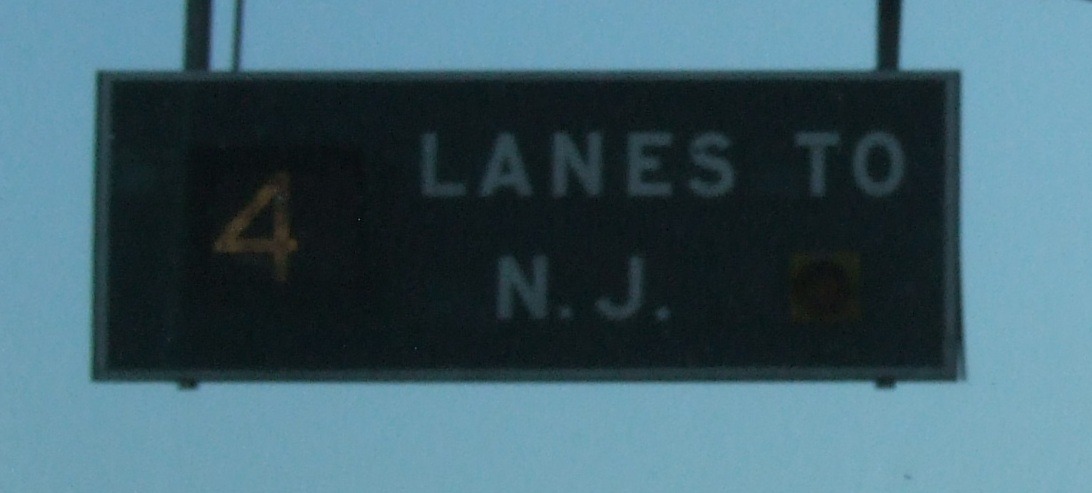 4 LANES TO
N. J.